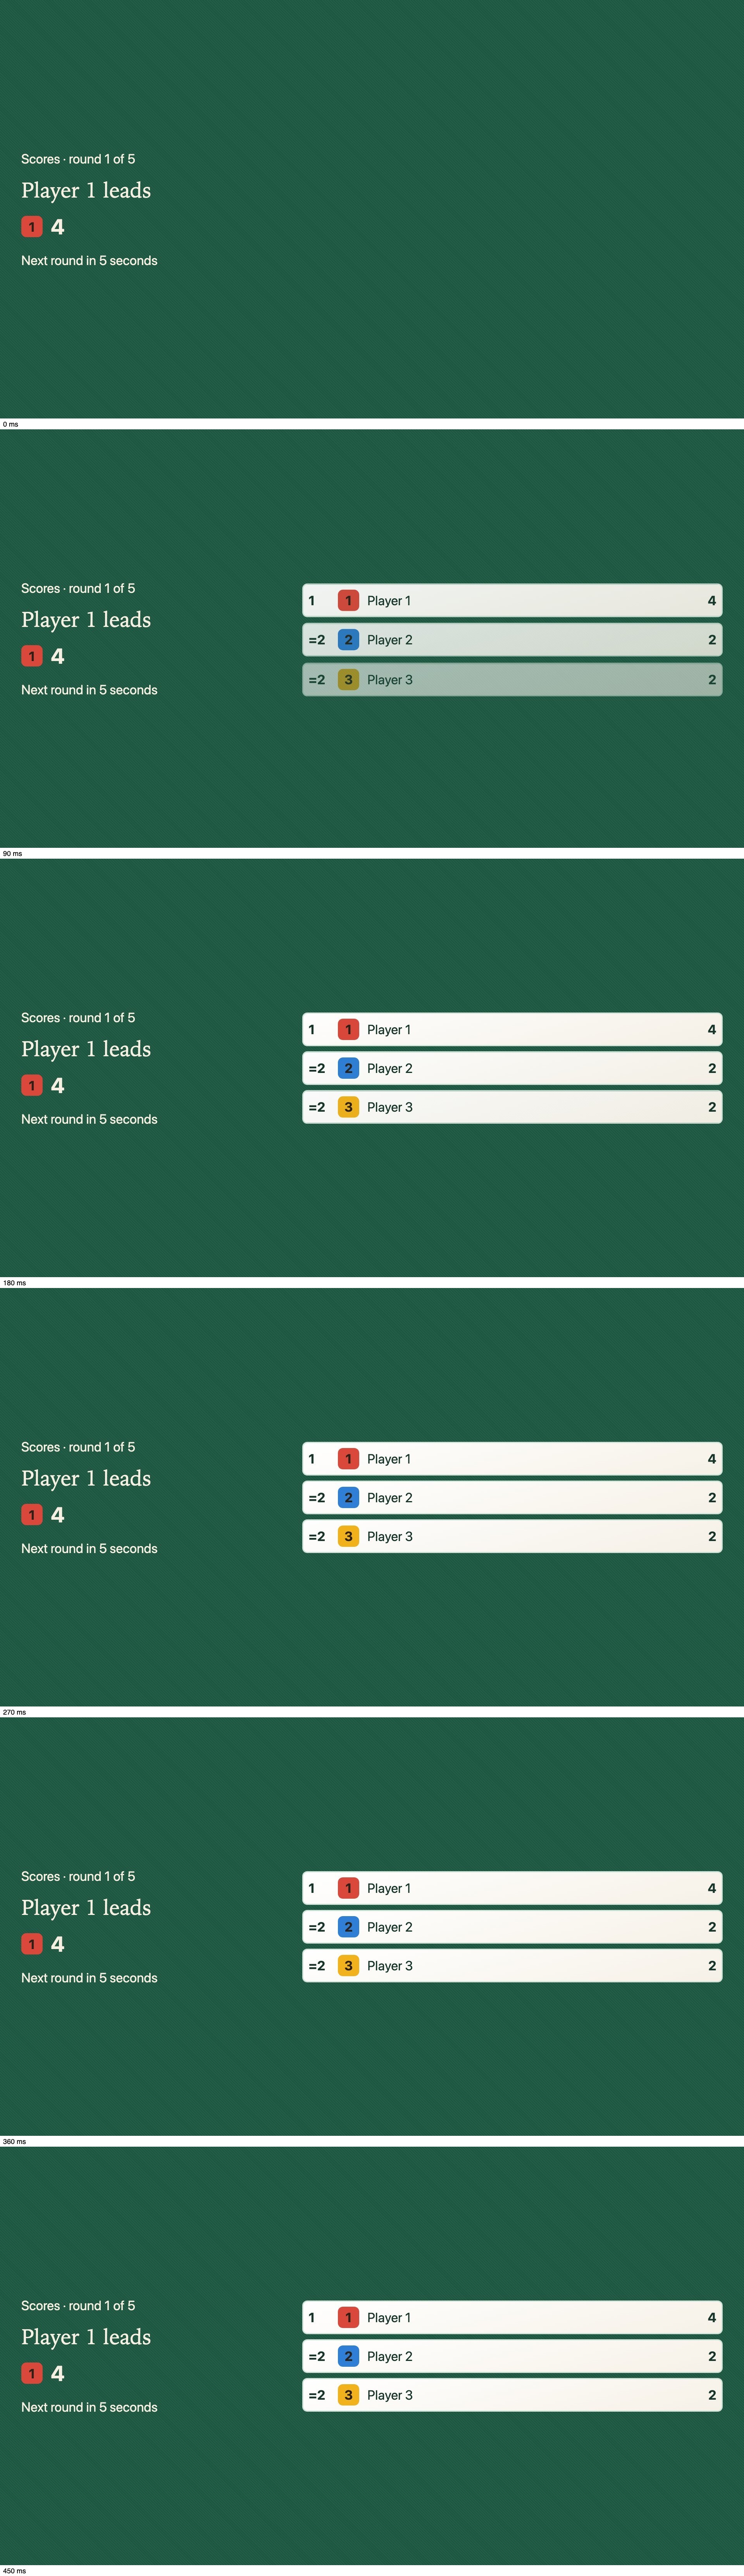 Scores · round 1 of 5
Player 1 leads
1 4
Next round in 5 seconds
0 ms
Scores · round 1 of 5
Player 1 leads
1 4
Next round in 5 seconds
1 1 Player 1 4
=2 2 Player 2 2
=2 3 Player 3 2
90 ms
Scores · round 1 of 5
Player 1 leads
1 4
Next round in 5 seconds
1 1 Player 1 4
=2 2 Player 2 2
=2 3 Player 3 2
180 ms
Scores · round 1 of 5
Player 1 leads
1 4
Next round in 5 seconds
1 1 Player 1 4
=2 2 Player 2 2
=2 3 Player 3 2
270 ms
Scores · round 1 of 5
Player 1 leads
1 4
Next round in 5 seconds
1 1 Player 1 4
=2 2 Player 2 2
=2 3 Player 3 2
360 ms
Scores · round 1 of 5
Player 1 leads
1 4
Next round in 5 seconds
1 1 Player 1 4
=2 2 Player 2 2
=2 3 Player 3 2
450 ms